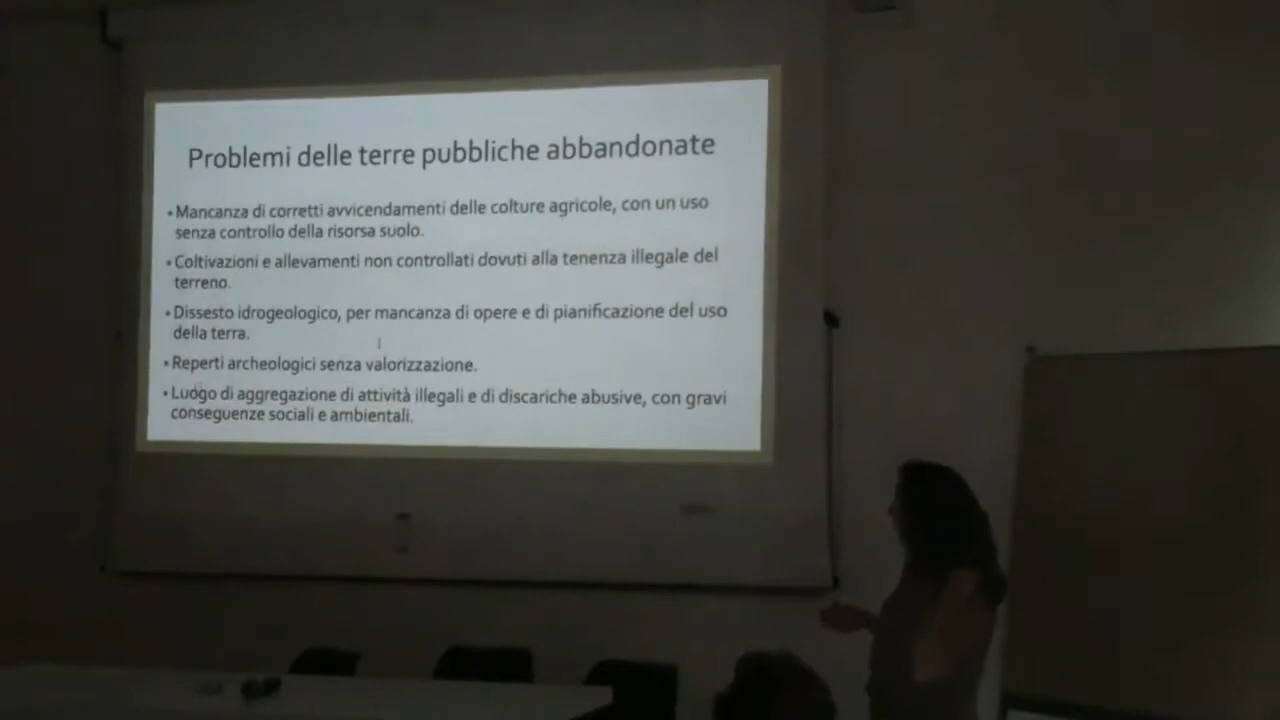 Problemi delle terre pubbliche abbandonate
• Mancanza di corretti avvicendamenti delle colture agricole, con un uso
senza controllo della risorsa suolo.
• Coltivazioni e allevamenti non controllati dovuti alla tenenza illegale del
terreno.
• Dissesto idrogeologico, per mancanza di opere e di pianificazione del uso
della terra.
• Reperti archeologici senza valorizzazione.
• Luogo di aggregazione di attività illegali e di discariche abusive, con gravi
conseguenze sociali e ambientali.